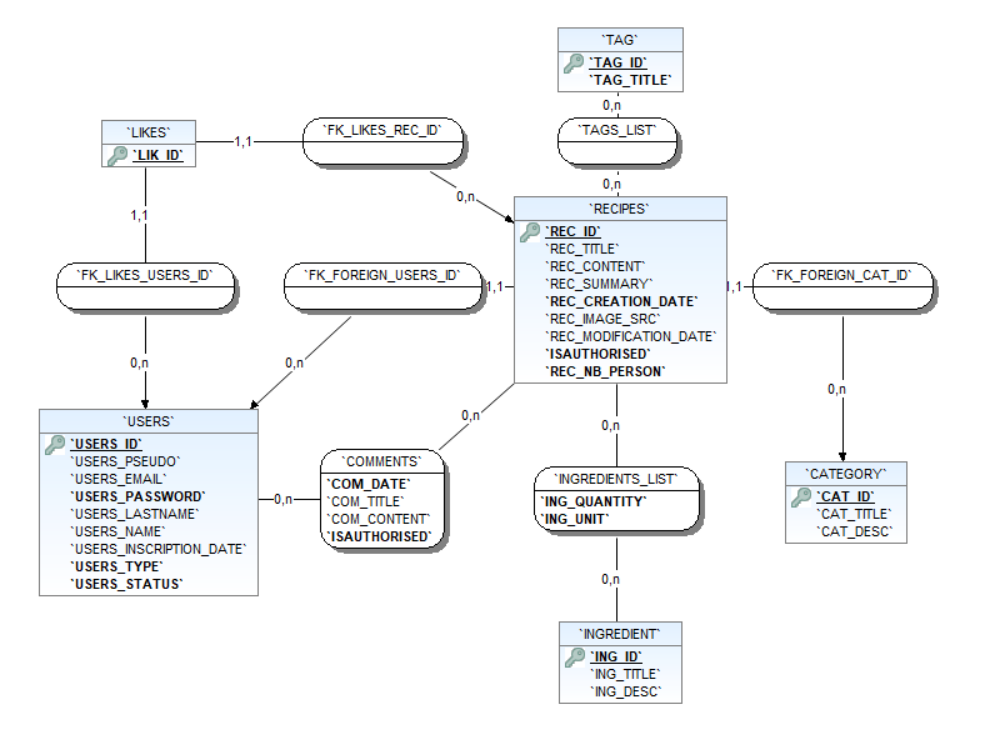 `TAG`
`TAG_ID`
`TAG_TITLE`
0,n
`TAGS_LIST`
0,n
`LIKES`
`LIK_ID`
1,1
`FK_LIKES_REC_ID`
0,n
1,1
`FK_LIKES_USERS_ID`
0,n
`FK_FOREIGN_USERS_ID`
1,1
0,n
`RECIPES`
`REC_ID`
`REC_TITLE`
`REC_CONTENT`
`REC_SUMMARY`
`REC_CREATION_DATE`
`REC_IMAGE_SRC`
`REC_MODIFICATION_DATE`
`ISAUTHORISED`
`REC_NB_PERSON`
1,1
`FK_FOREIGN_CAT_ID`
0,n
`USERS`
`USERS_ID`
`USERS_PSEUDO`
`USERS_EMAIL`
`USERS_PASSWORD`
`USERS_LASTNAME`
`USERS_NAME`
`USERS_INSCRIPTION_DATE`
`USERS_TYPE`
`USERS_STATUS`
0,n
0,n
`COMMENTS`
`COM_DATE`
`COM_TITLE`
`COM_CONTENT`
`ISAUTHORISED`
0,n
`INGREDIENTS_LIST`
`ING_QUANTITY`
`ING_UNIT`
0,n
`CATEGORY`
`CAT_ID`
`CAT_TITLE`
`CAT_DESC`
`INGREDIENT`
`ING_ID`
`ING_TITLE`
`ING_DESC`